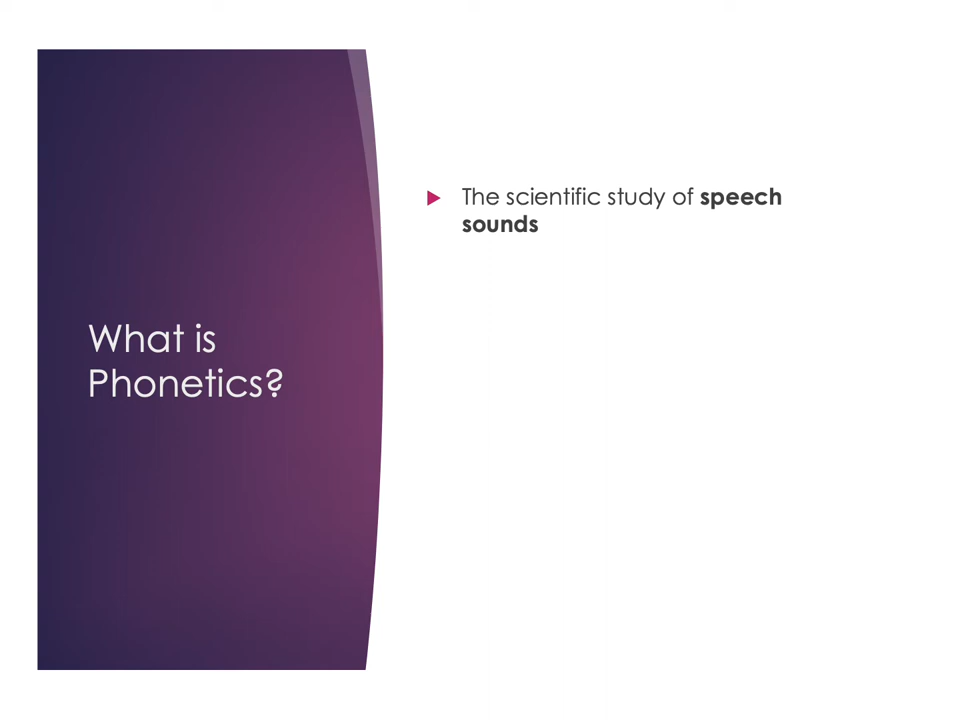 What is
Phonetics?
The scientific study of speech
sounds